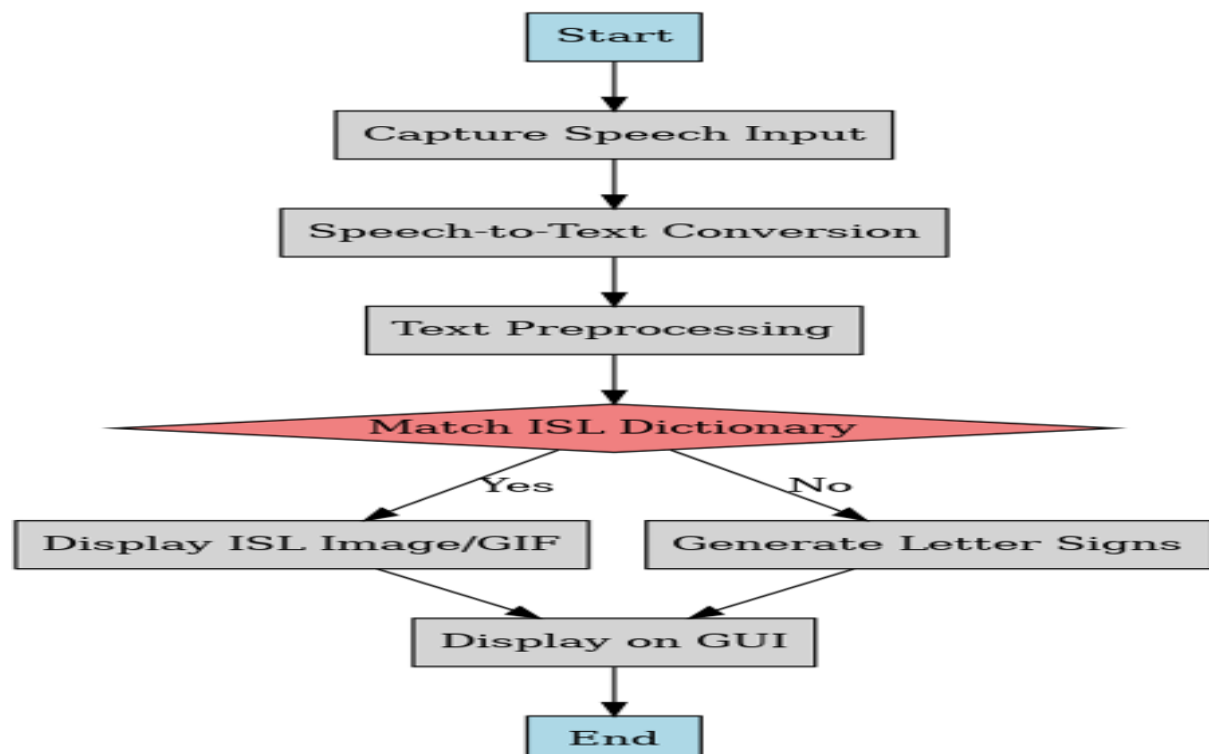 Start
Capture Speech Input
Speech-to-Text Conversion
Text Preprocessing
Match ISL Dictionary
Yes
No
Display ISL Image/GIF
Generate Letter Signs
Display on GUI
End